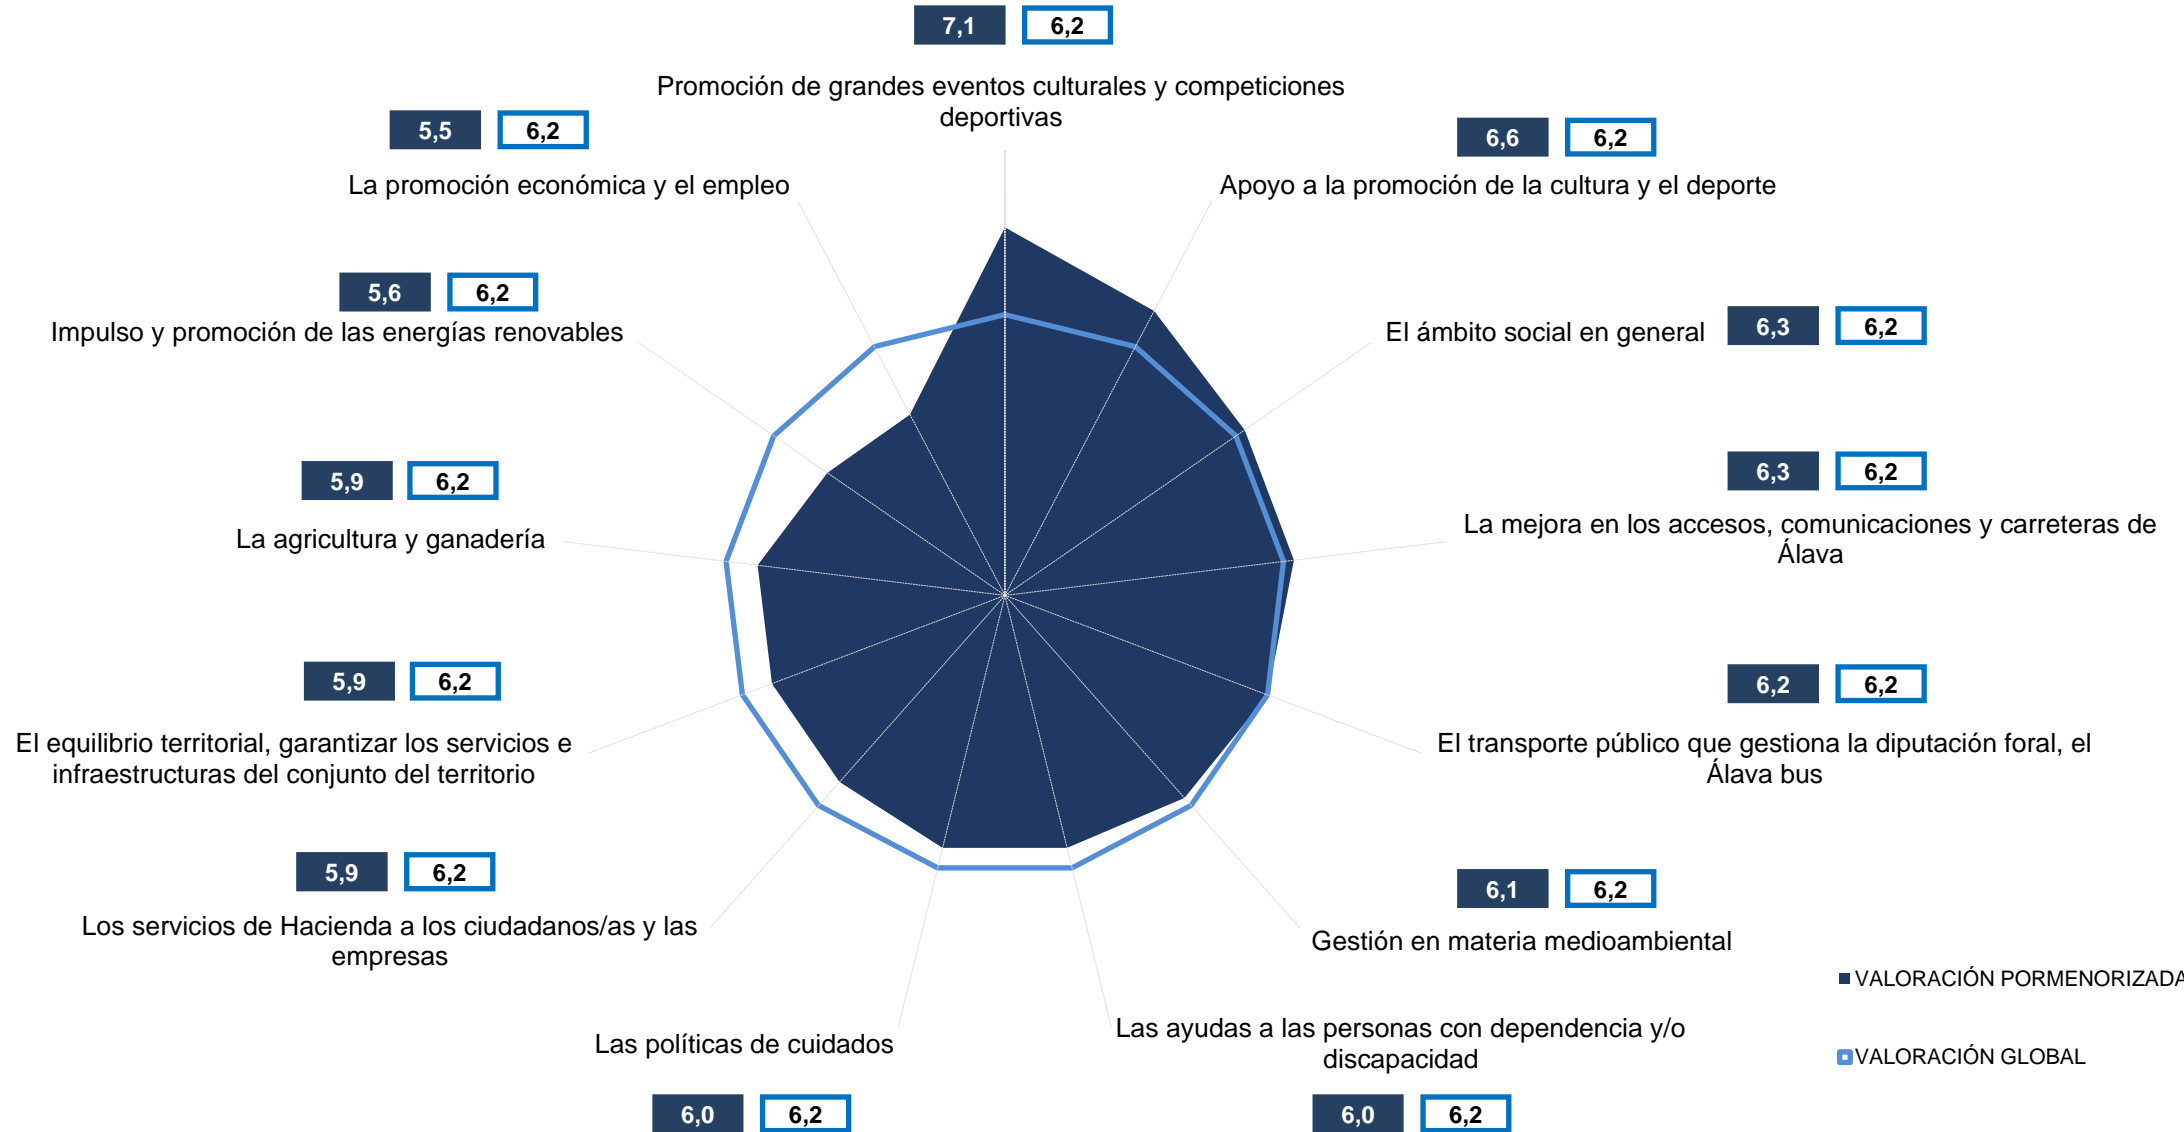 7,1 6,2
Promoción de grandes eventos culturales y competiciones
deportivas
6,6 6,2
Apoyo a la promoción de la cultura y el deporte
El ámbito social en general 6,3 6,2
6,3 6,2
La mejora en los accesos, comunicaciones y carreteras de
Álava
6,2 6,2
El transporte público que gestiona la diputación foral, el
Álava bus
6,1 6,2
Gestión en materia medioambiental
Las ayudas a las personas con dependencia y/o
discapacidad
6,0 6,2
Las políticas de cuidados
6,0 6,2
5,9 6,2
Los servicios de Hacienda a los ciudadanos/as y las
empresas
5,9 6,2
El equilibrio territorial, garantizar los servicios e
infraestructuras del conjunto del territorio
5,9 6,2
La agricultura y ganadería
5,6 6,2
Impulso y promoción de las energías renovables
5,5 6,2
La promoción económica y el empleo
VALORACIÓN PORMENORIZADA
VALORACIÓN GLOBAL